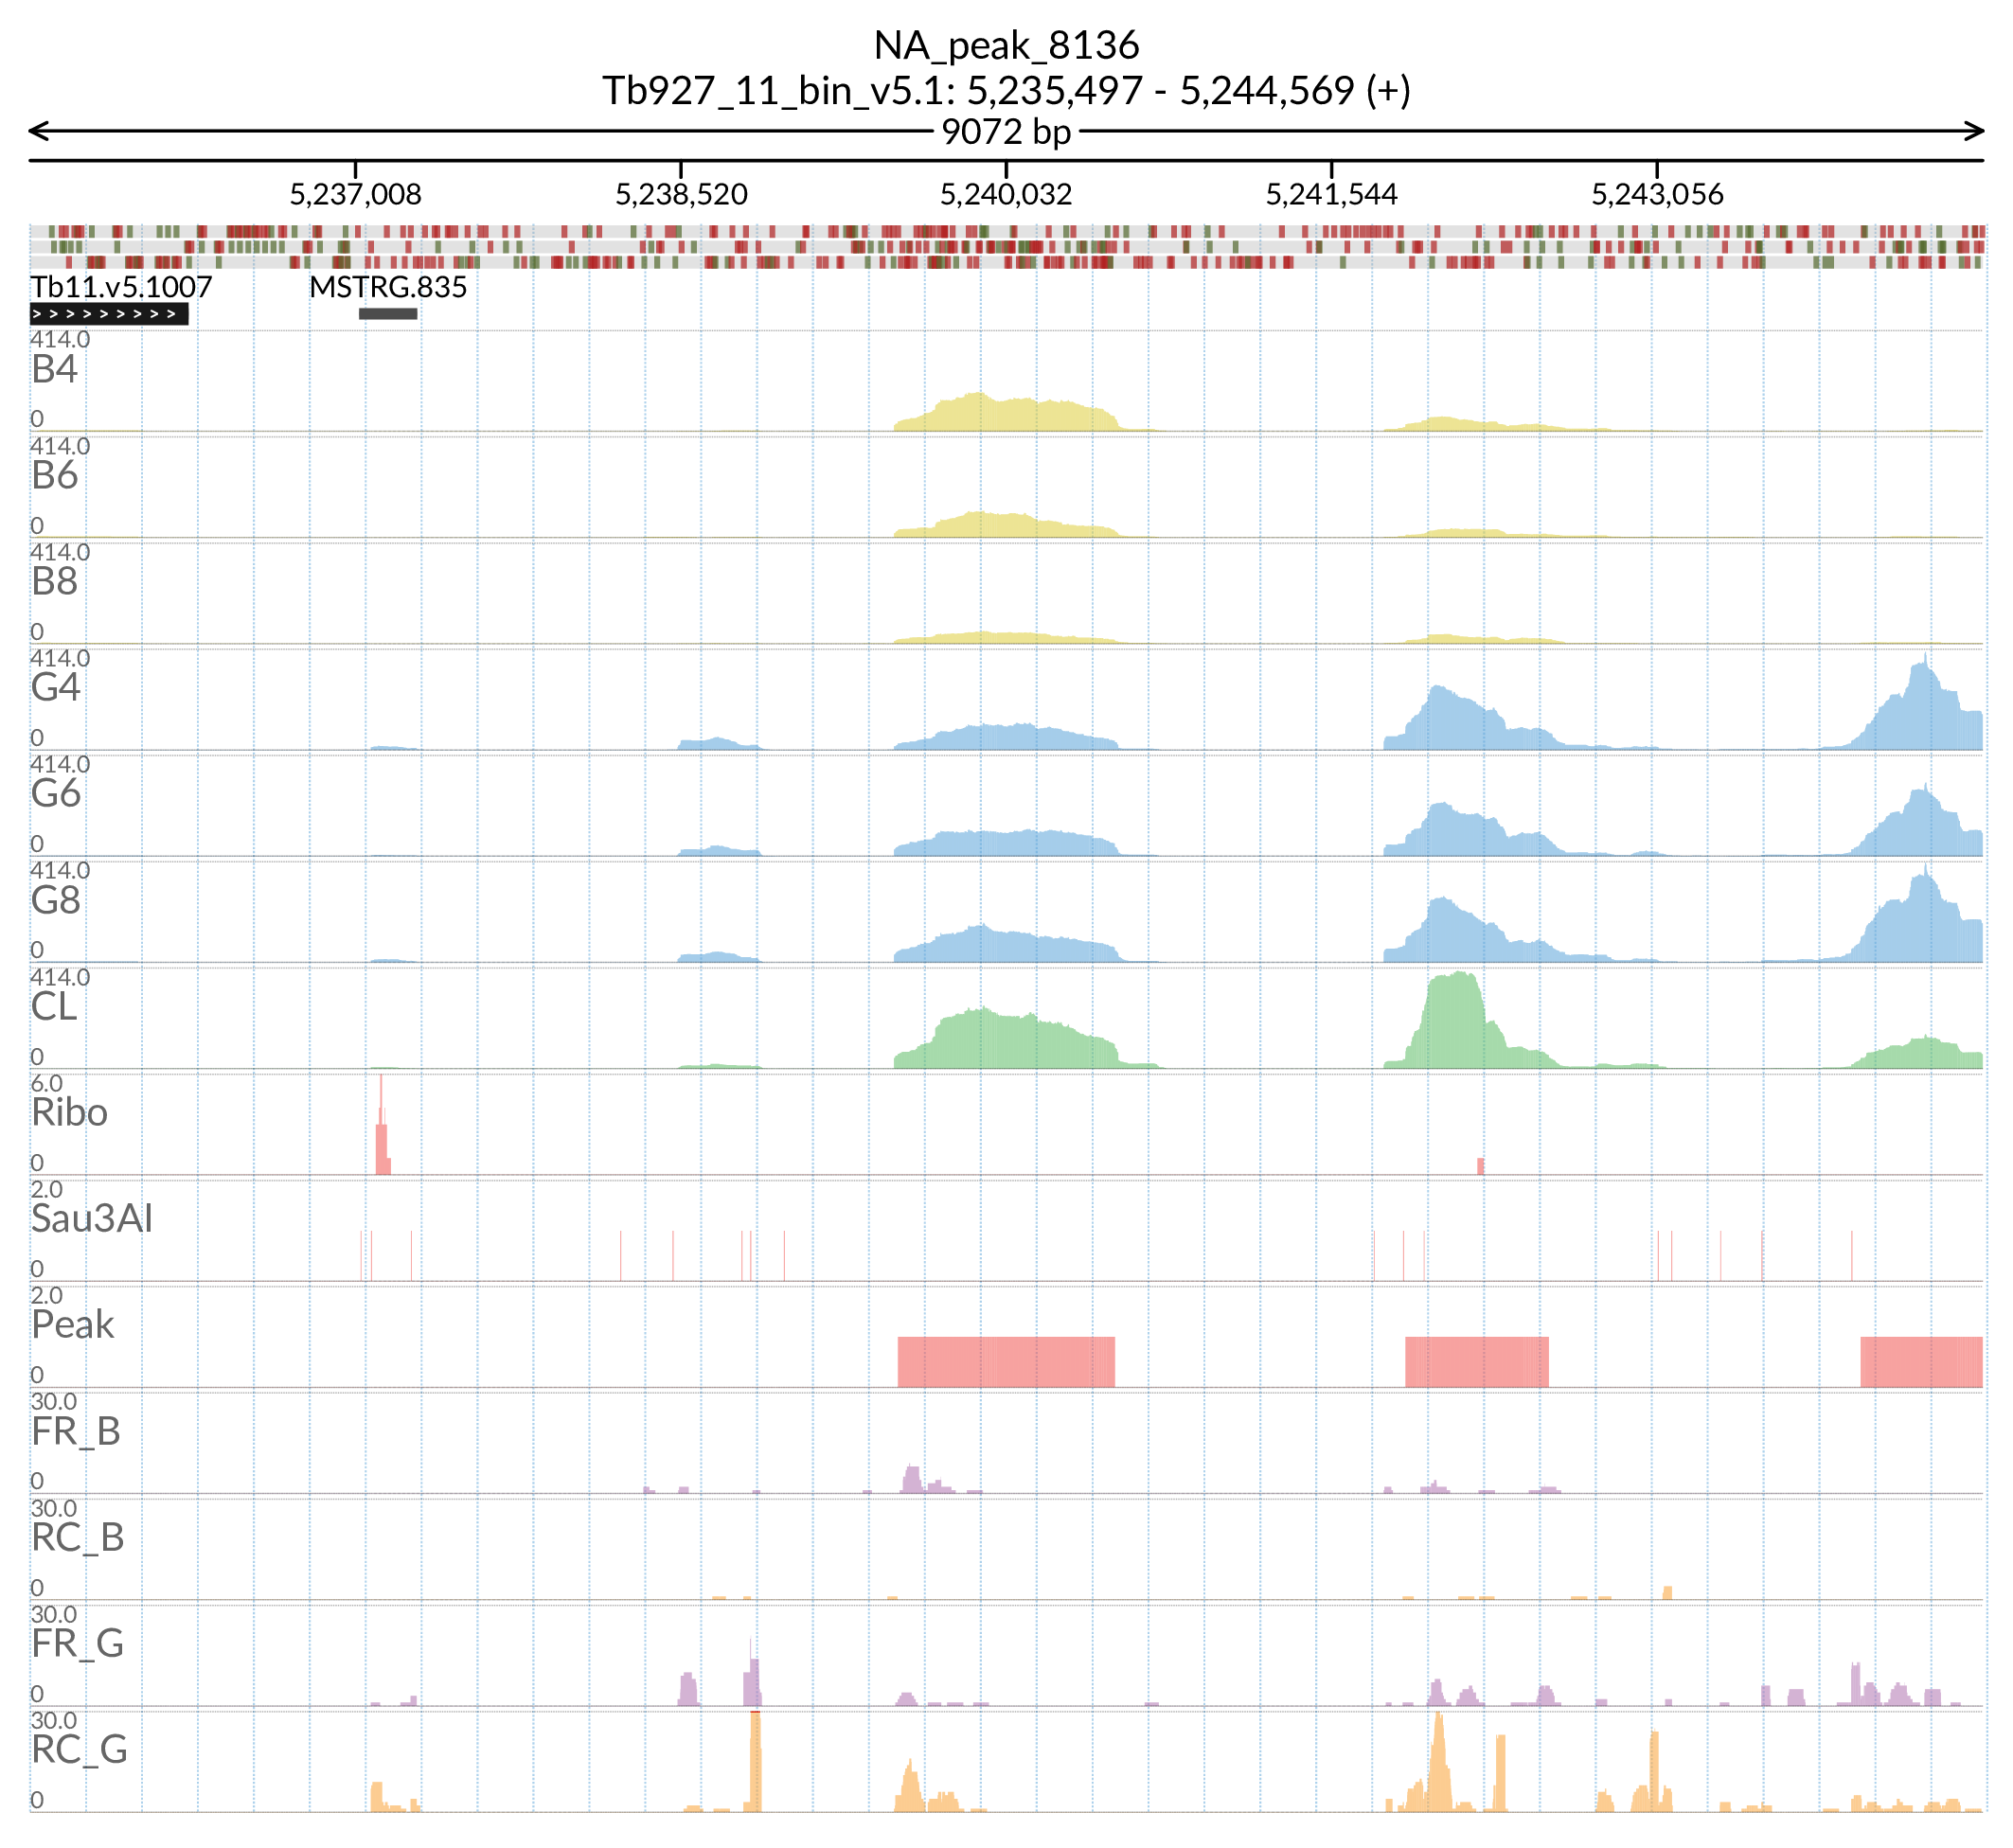 NA_peak_8136
Tb927_11_bin_v5.1: 5,235,497 - 5,244,569 (+)
9072 bp
5,237,008 5,238,520 5,240,032 5,241,544 5,243,056
Tb11.v5.1007 MSTRG.835
414.0
B4
0
414.0
B6
0
414.0
B8
0
414.0
G4
0
414.0
G6
0
414.0
G8
0
414.0
CL
0
6.0
Ribo
0
2.0
Sau3AI
0
2.0
Peak
0
30.0
FR_B
0
30.0
RC_B
0
30.0
FR_G
0
30.0
RC_G
0